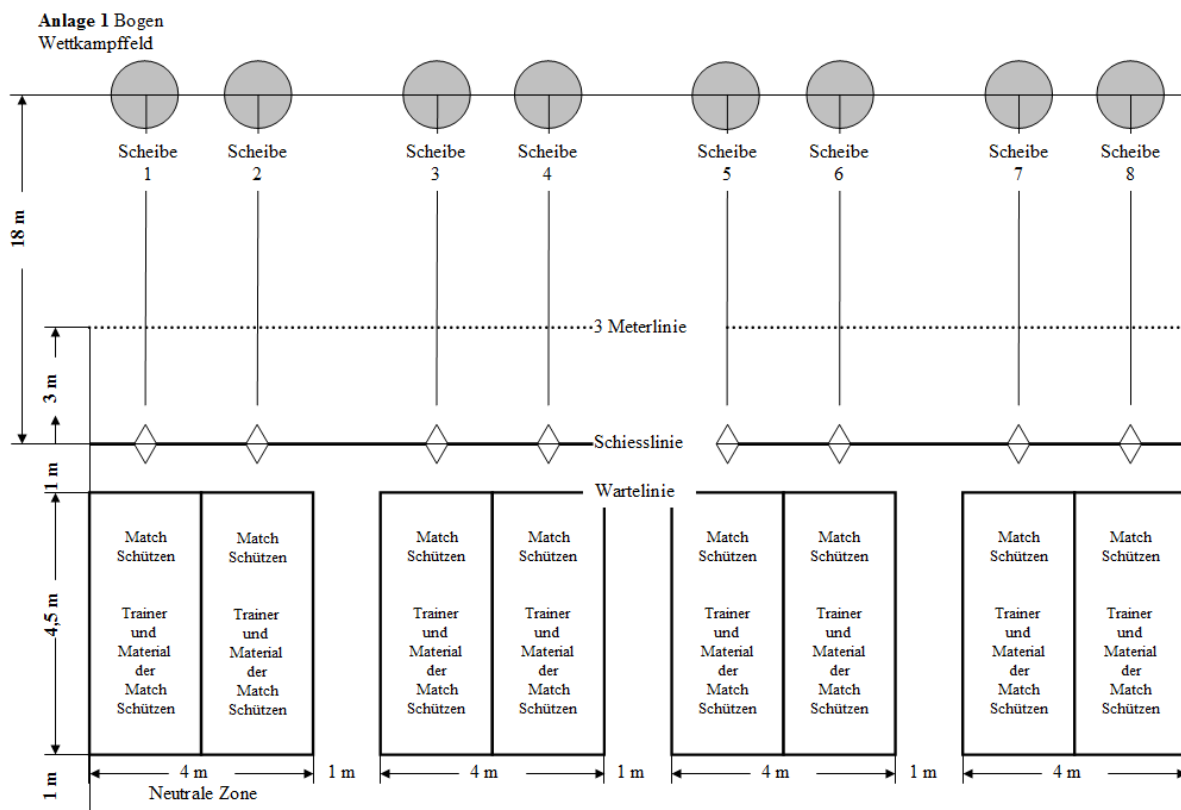 Anlage 1 Bogen
Wettkampffeld
Scheibe
1
Scheibe
2
Scheibe
3
Scheibe
4
Scheibe
5
Scheibe
6
Scheibe
7
Scheibe
8
18 m
3 Meterlinie
3 m
Schiesslinie
1 m
Wartelinie
4,5 m
Match
Schützen
Trainer
und
Material
der
Match
Schützen
Match
Schützen
Trainer
und
Material
der
Match
Schützen
Match
Schützen
Trainer
und
Material
der
Match
Schützen
Match
Schützen
Trainer
und
Material
der
Match
Schützen
Match
Schützen
Trainer
und
Material
der
Match
Schützen
Match
Schützen
Trainer
und
Material
der
Match
Schützen
Match
Schützen
Trainer
und
Material
der
Match
Schützen
Match
Schützen
Trainer
und
Material
der
Match
Schützen
1 m
4 m
1 m
4 m
1 m
4 m
1 m
4 m
Neutrale Zone